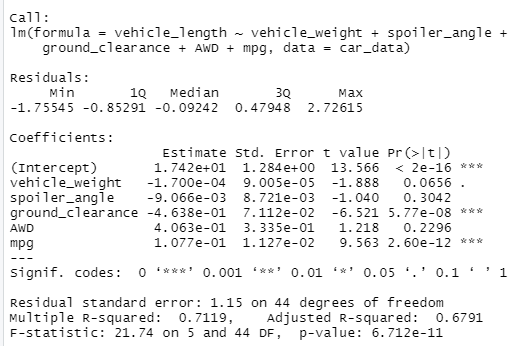 Call:
lm(formula = vehicle_length ~ vehicle_weight + spoiler_angle +
    ground_clearance + AWD + mpg, data = car_data)
Residuals:
     Min       1Q   Median       3Q      Max
-1.75545 -0.85291 -0.09242  0.47948  2.72615
Coefficients:
                   Estimate Std. Error t value Pr(>|t|)
(Intercept)       1.742e+01  1.284e+00  13.566  < 2e-16 ***
vehicle_weight   -1.700e-04  9.005e-05  -1.888   0.0656 .
spoiler_angle    -9.066e-03  8.721e-03  -1.040   0.3042
ground_clearance -4.638e-01  7.112e-02  -6.521 5.77e-08 ***
AWD               4.063e-01  3.335e-01   1.218   0.2296
mpg               1.077e-01  1.127e-02   9.563 2.60e-12 ***
---
Signif. codes:  0 ‘***’ 0.001 ‘**’ 0.01 ‘*’ 0.05 ‘.’ 0.1 ‘ ’ 1
Residual standard error: 1.15 on 44 degrees of freedom
Multiple R-squared:  0.7119,    Adjusted R-squared:  0.6791
F-statistic: 21.74 on 5 and 44 DF,  p-value: 6.712e-11